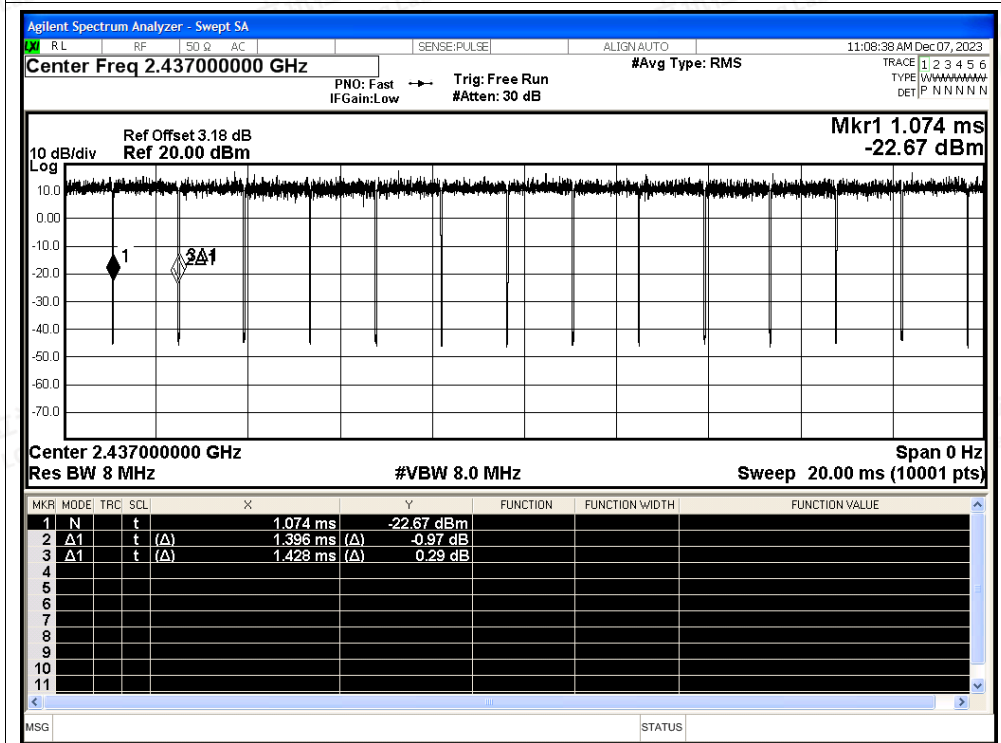 Agilent Spectrum Analyzer - Swept SA
LXI RL RF 50 Ω AC SENSE:PULSE ALIGN AUTO 11:08:38 AM Dec 07, 2023
Center Freq 2.437000000 GHz #Avg Type: RMS TRACE 1 2 3 4 5 6
PNO: Fast Trig: Free Run TYPE
IFGain:Low #Atten: 30 dB DET P N N N N N
Mkr1 1.074 ms
Ref Offset 3.18 dB
10 dB/div Ref 20.00 dBm -22.67 dBm
Log
10.0
0.00
-10.0
1 3Δ1
-20.0
-30.0
-40.0
-50.0
-60.0
-70.0
Center 2.437000000 GHz Span 0 Hz
Res BW 8 MHz #VBW 8.0 MHz Sweep 20.00 ms (10001 pts)
MKR MODE TRC SCL X Y FUNCTION FUNCTION WIDTH FUNCTION VALUE
1 N t 1.074 ms -22.67 dBm
2 Δ1 t (Δ) 1.396 ms (Δ) -0.97 dB
3 Δ1 t (Δ) 1.428 ms (Δ) 0.29 dB
4
5
6
7
8
9
10
11
MSG STATUS